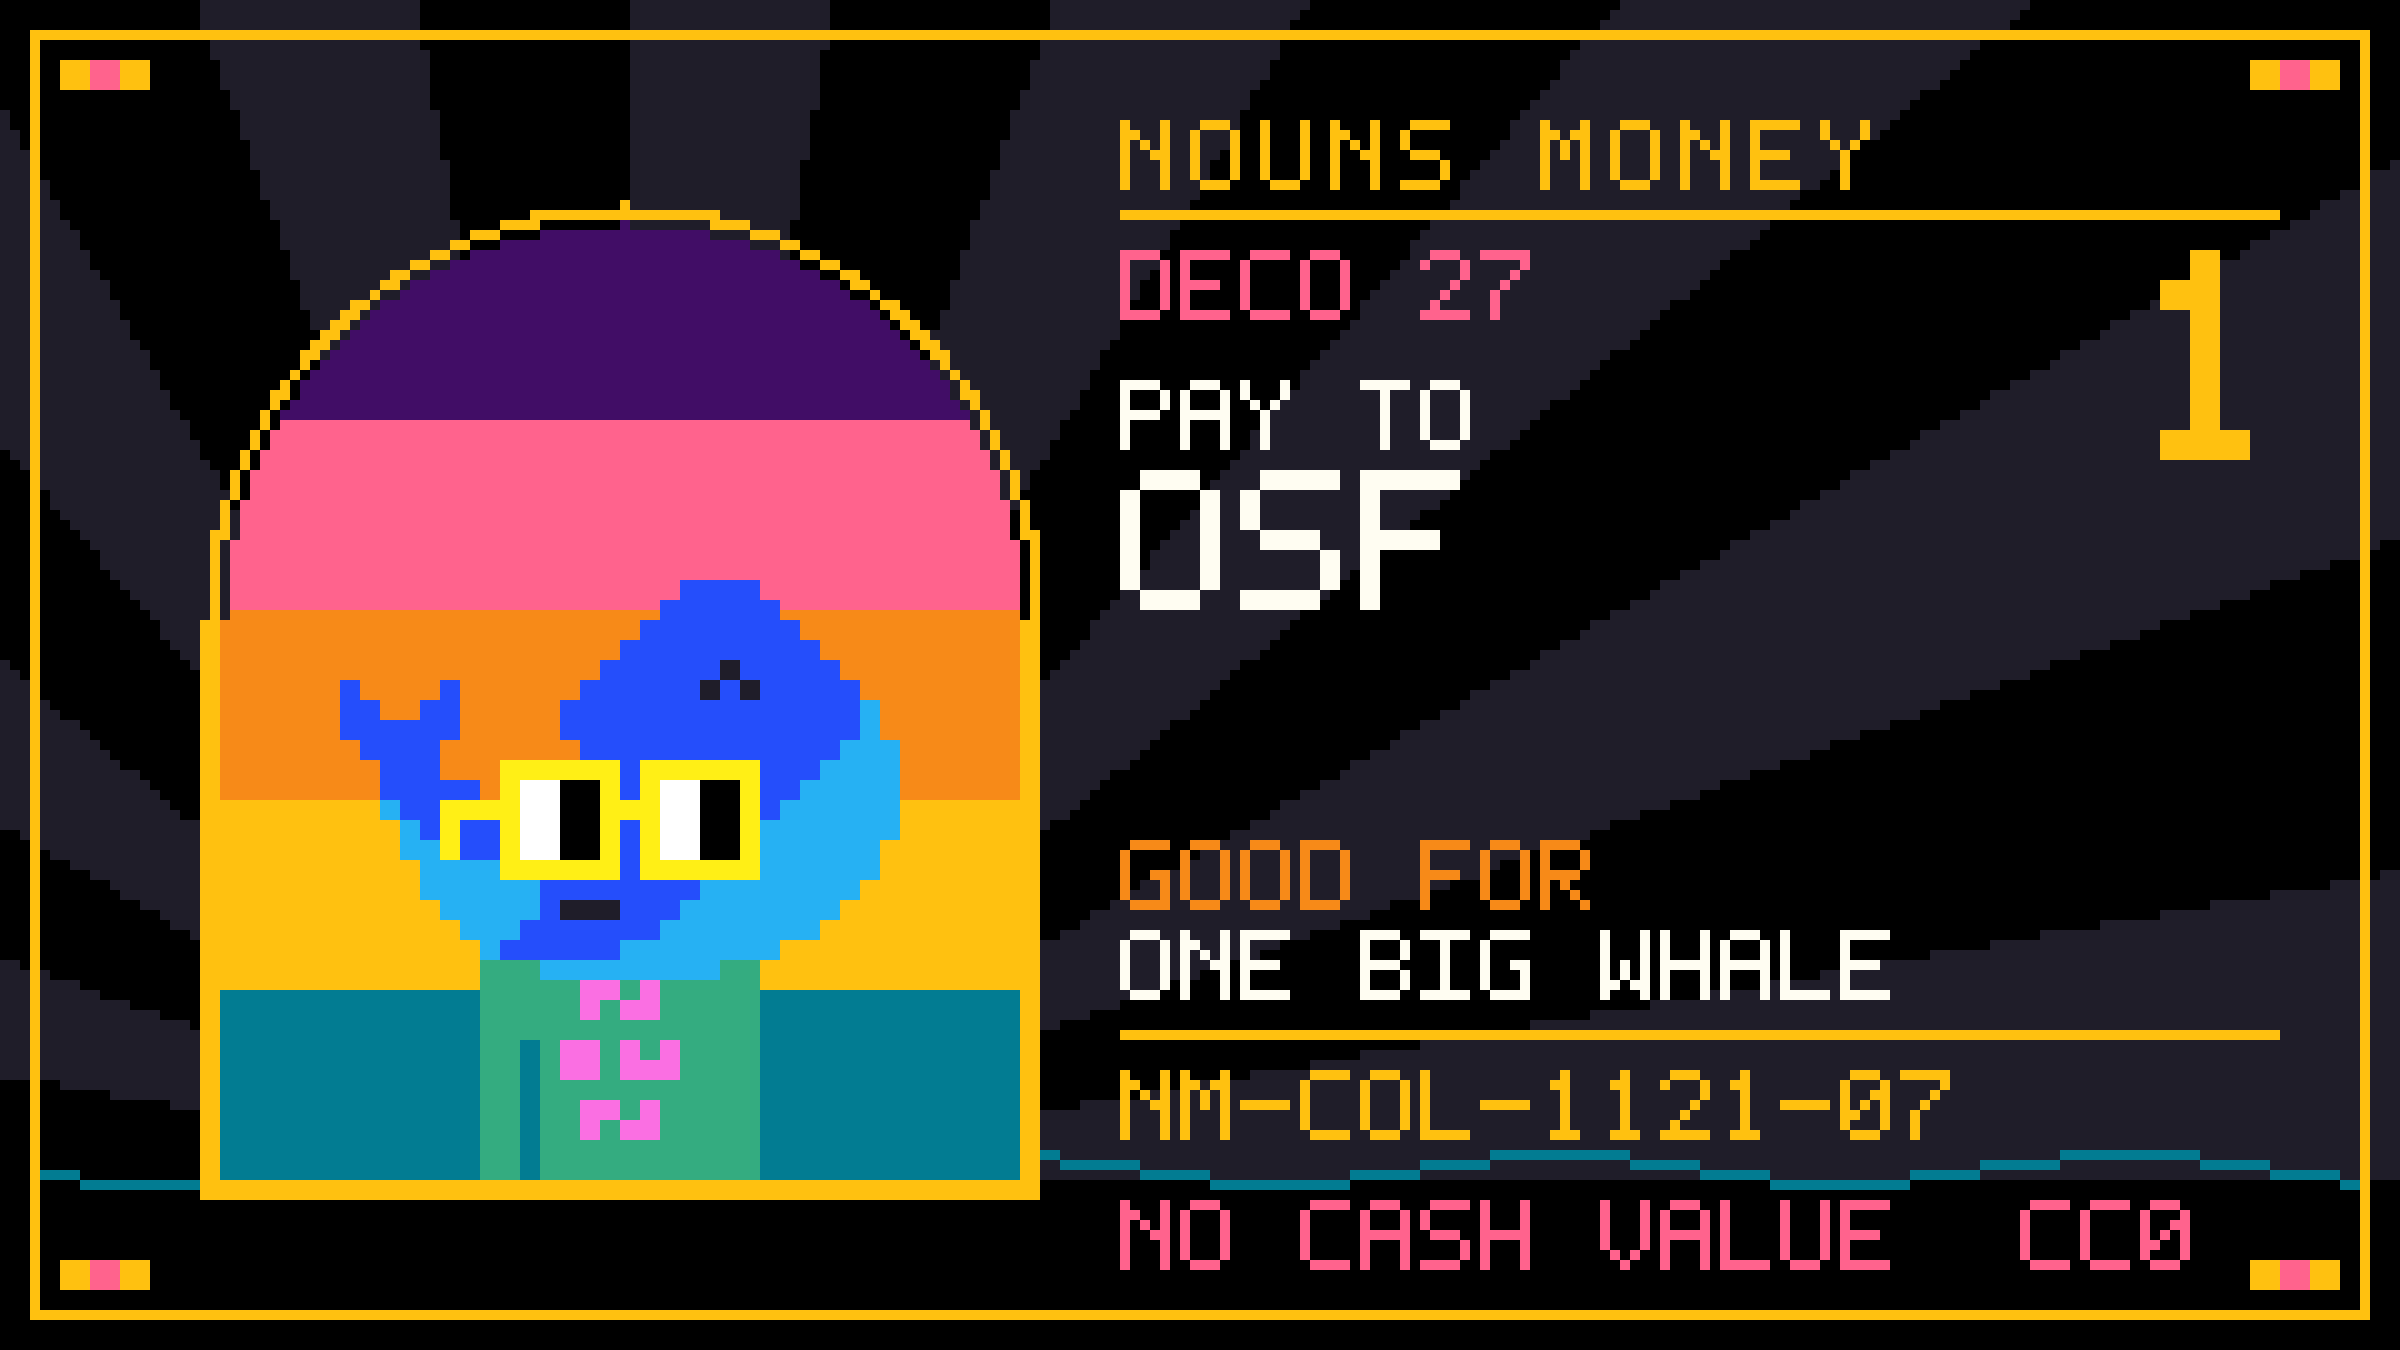 NOUNS MONEY
DECO 27
1
PAY TO
OSF
GOOD FOR
ONE BIG WHALE
NM-COL-1121-07
NO CASH VALUE CC0